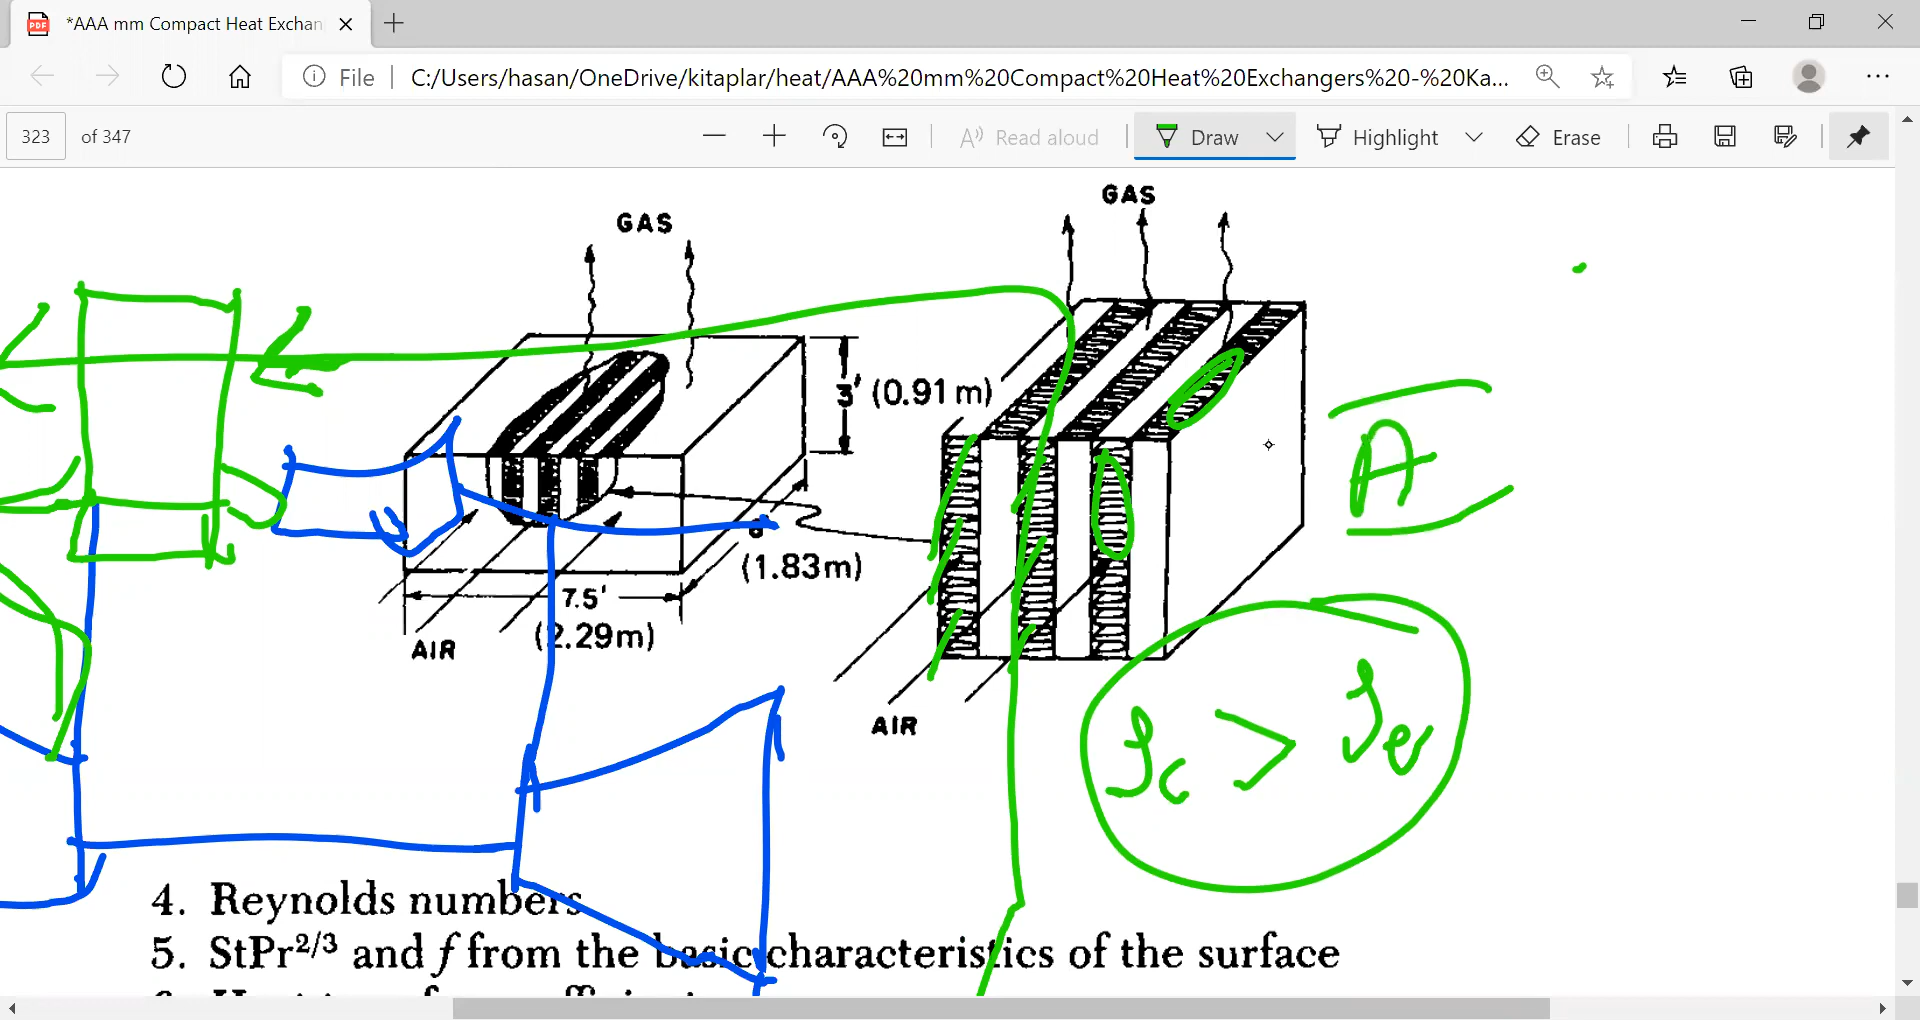 *AAA mm Compact Heat Exchan
File C:/Users/hasan/OneDrive/kitaplar/heat/AAA%20mm%20Compact%20Heat%20Exchangers%20-%20Ka...
323 of 347 Read aloud Draw Highlight Erase
GAS
GAS
3' (0.91 m)
A
(1.83m)
7.5'
(2.29m)
AIR
AIR
4. Reynolds numbers
5. StPr2/3 and f from the basic characteristics of the surface